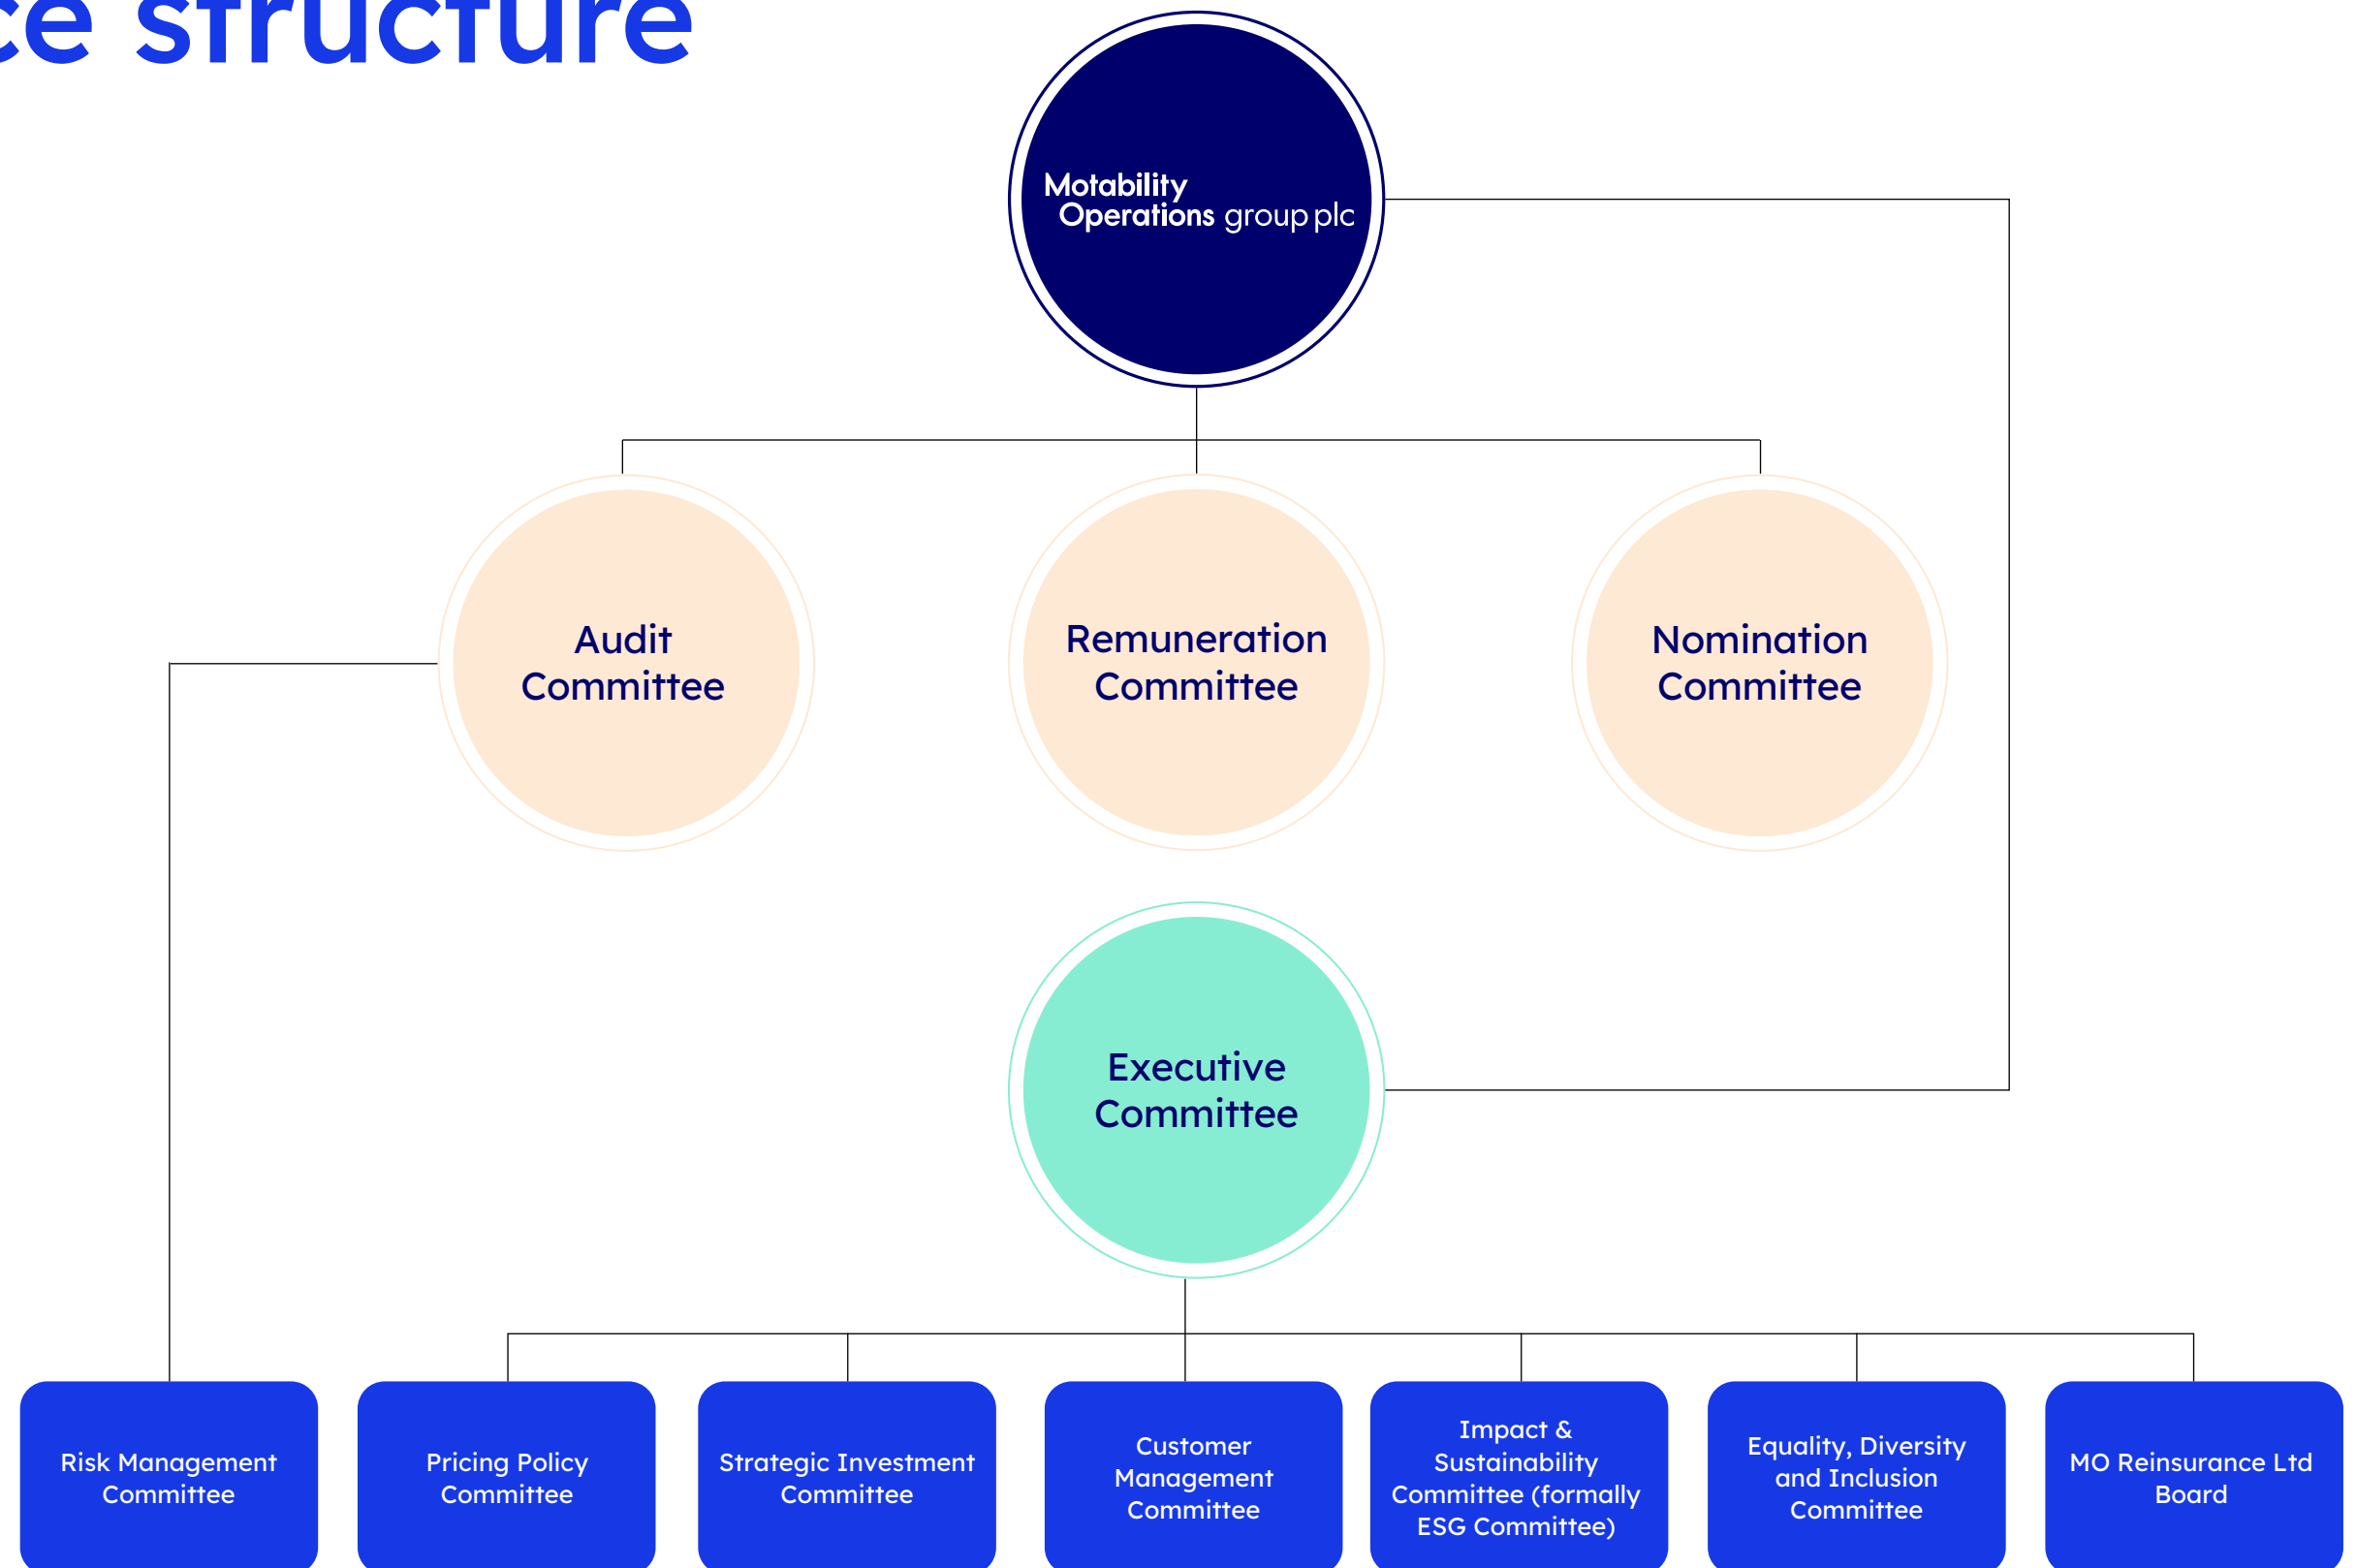 structure
Motability
Operations group plc
Audit
Committee
Remuneration
Committee
Nomination
Committee
Executive
Committee
Risk Management
Committee
Pricing Policy
Committee
Strategic Investment
Committee
Customer
Management
Committee
Impact &
Sustainability
Committee (formally
ESG Committee)
Equality, Diversity
and Inclusion
Committee
MO Reinsurance Ltd
Board